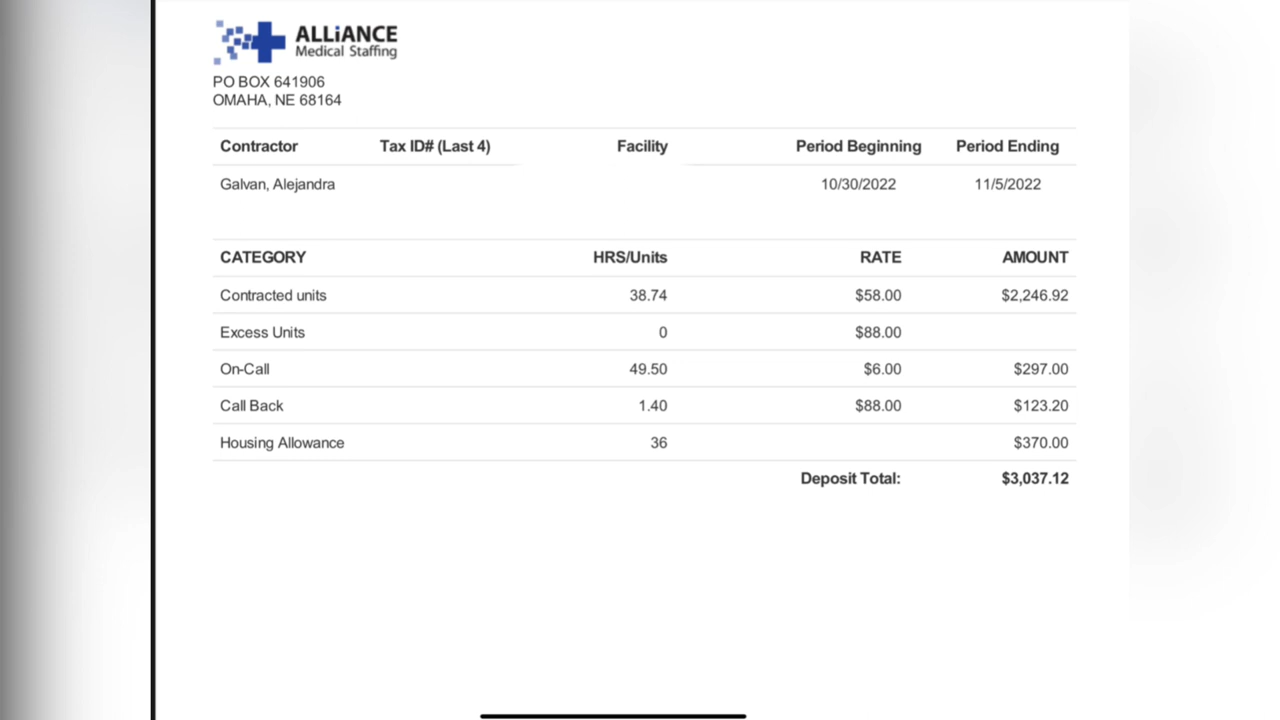 ALLiANCE
Medical Staffing
PO BOX 641906
OMAHA, NE 68164
Contractor Tax ID# (Last 4) Facility Period Beginning Period Ending
Galvan, Alejandra 10/30/2022 11/5/2022
CATEGORY HRS/Units RATE AMOUNT
Contracted units 38.74 $58.00 $2,246.92
Excess Units 0 $88.00
On-Call 49.50 $6.00 $297.00
Call Back 1.40 $88.00 $123.20
Housing Allowance 36 $370.00
Deposit Total: $3,037.12